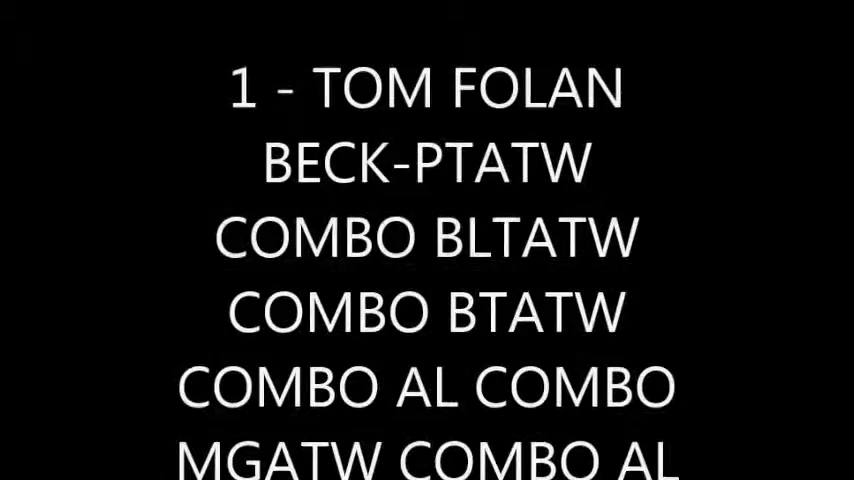 1 - TOM FOLAN
BECK-PTATW
COMBO BLTATW
COMBO BTATW
COMBO AL COMBO
MGATW COMBO AL